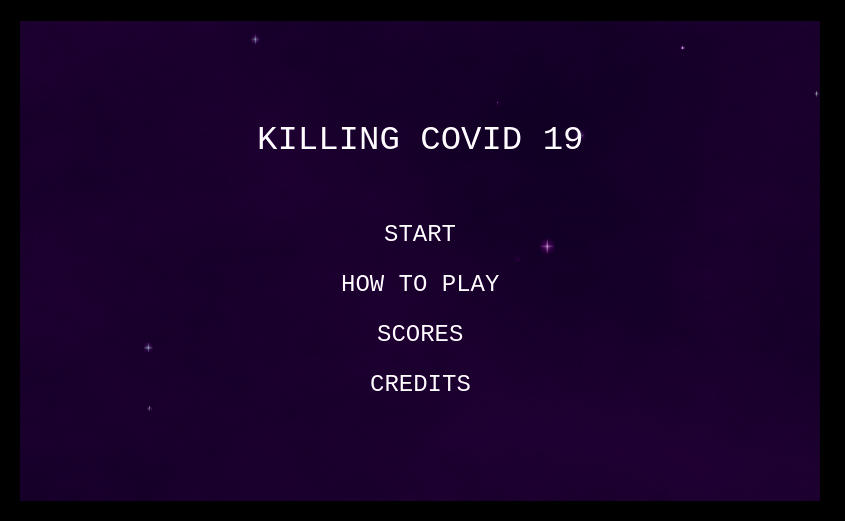 KILLING COVID 19
START
HOW TO PLAY
SCORES
CREDITS